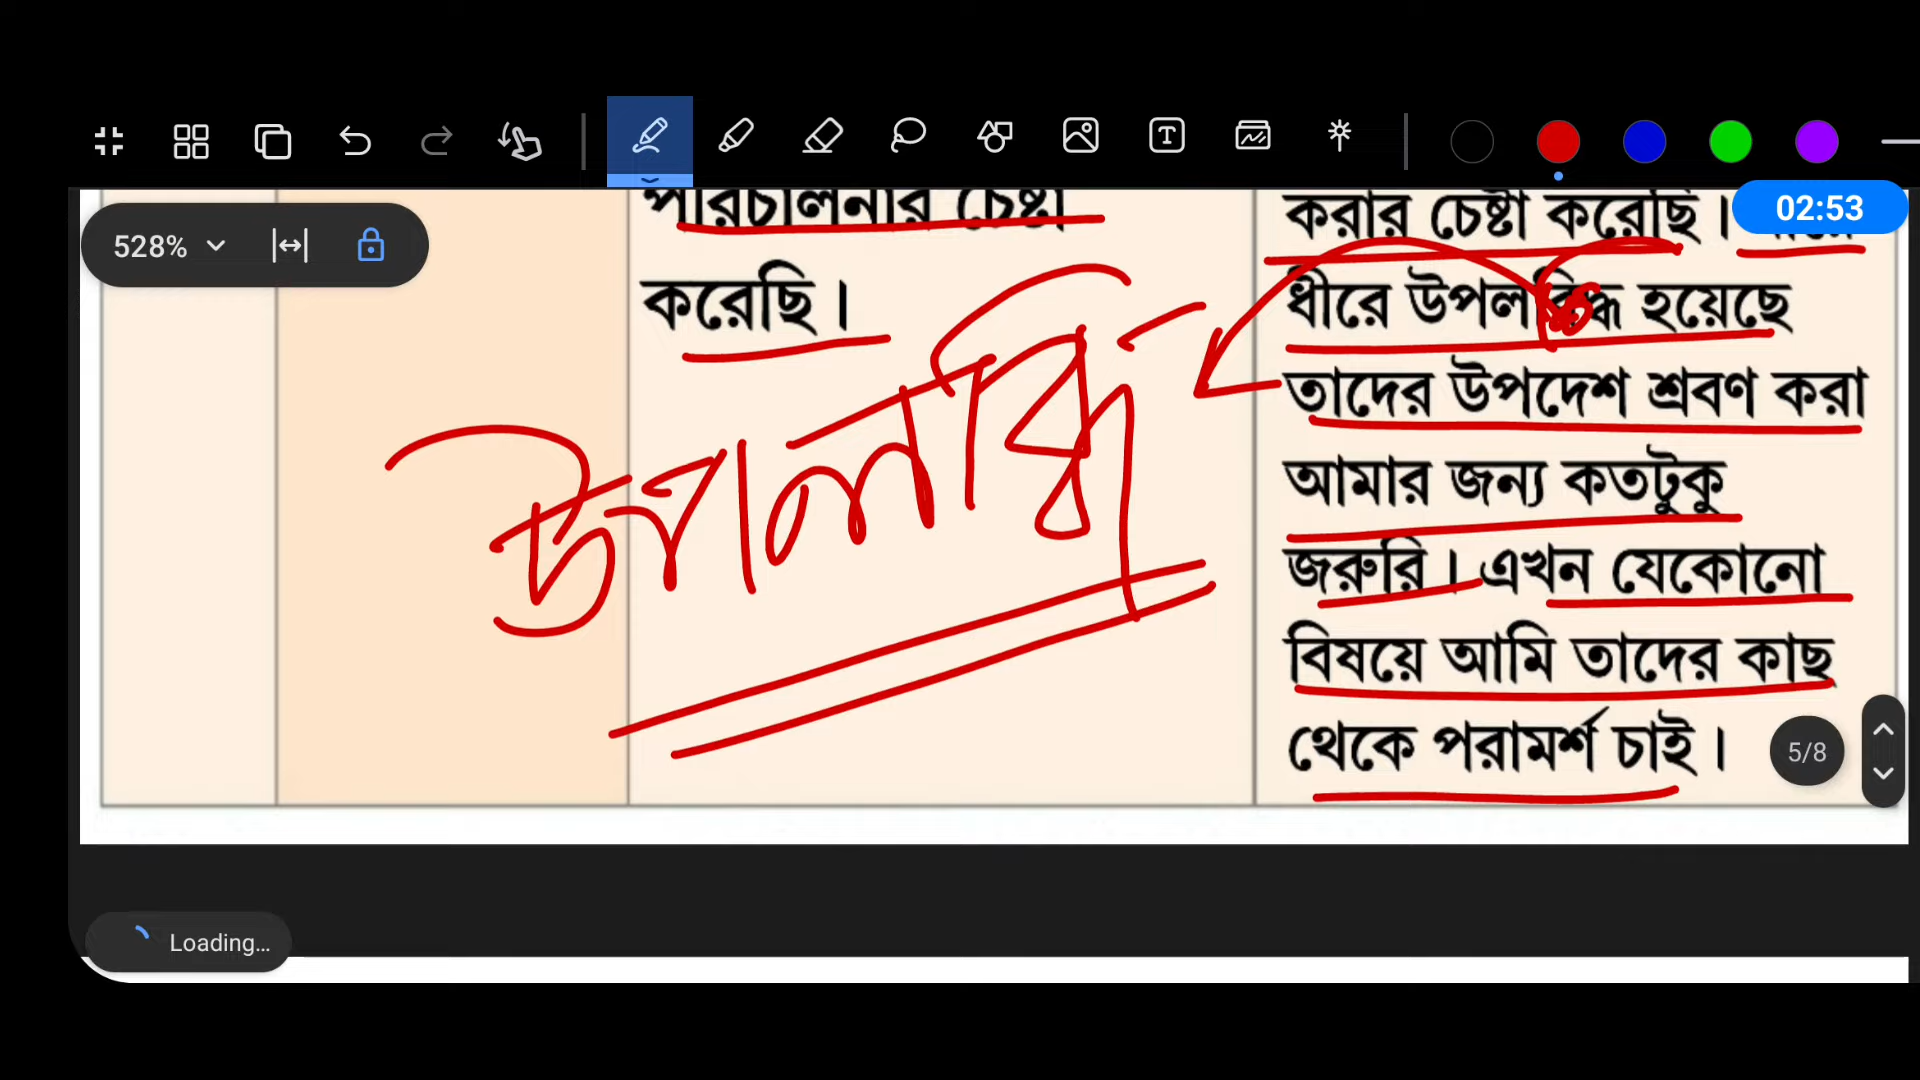 02:53
528%
পরিচালনার চেষ্টা
করেছি।
উপলব্ধি
করার চেষ্টা করেছি।
ধীরে উপলব্ধি হয়েছে
তাদের উপদেশ শ্রবণ করা
আমার জন্য কতটুকু
জরুরি। এখন যেকোনো
বিষয়ে আমি তাদের কাছ
থেকে পরামর্শ চাই।
5/8
Loading...